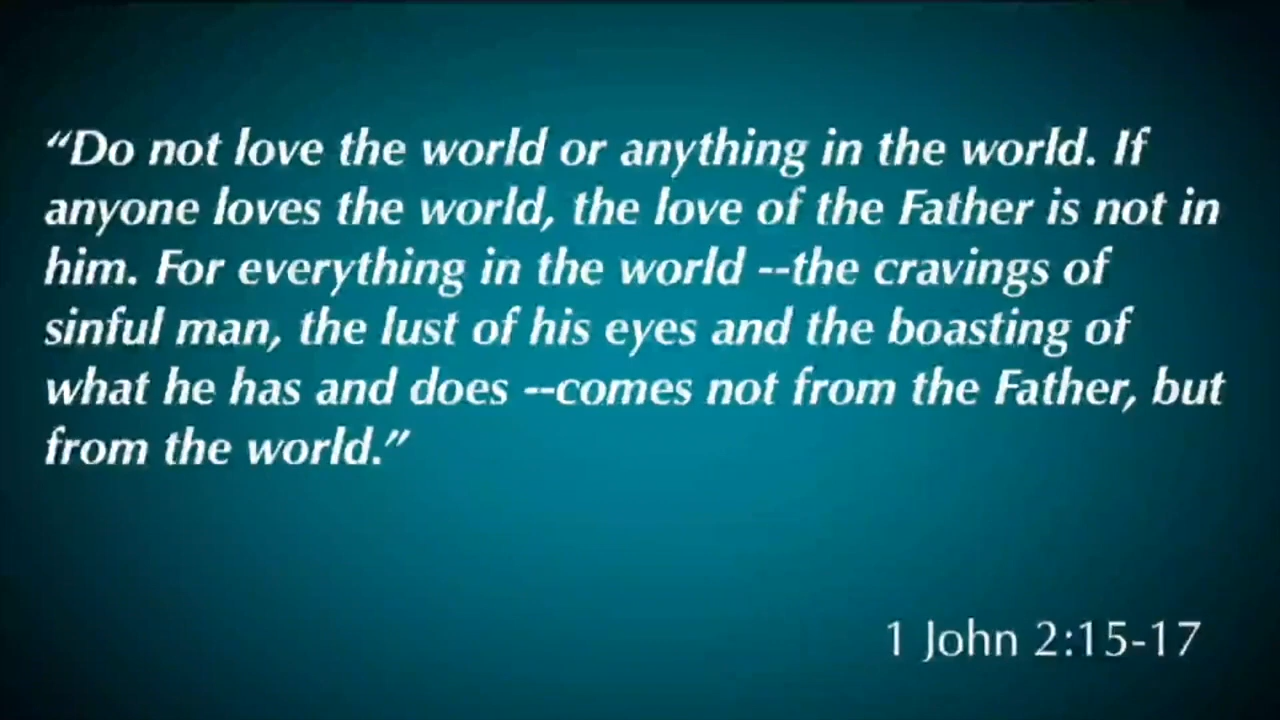 “Do not love the world or anything in the world. If
anyone loves the world, the love of the Father is not in
him. For everything in the world --the cravings of
sinful man, the lust of his eyes and the boasting of
what he has and does --comes not from the Father, but
from the world.”
1 John 2:15-17